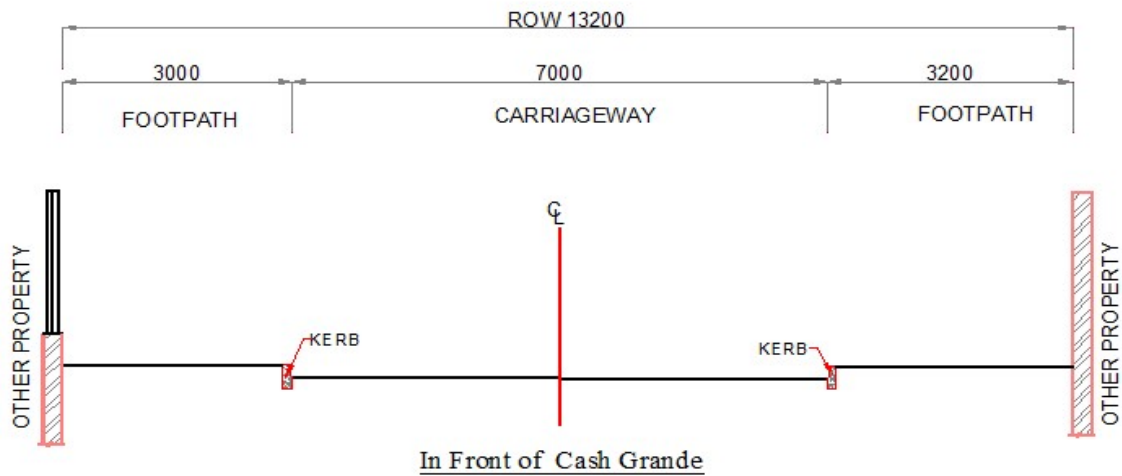 ROW 13200
3000
7000
3200
FOOTPATH
CARRIAGEWAY
FOOTPATH
℄
OTHER PROPERTY
KERB
KERB
OTHER PROPERTY
In Front of Cash Grande